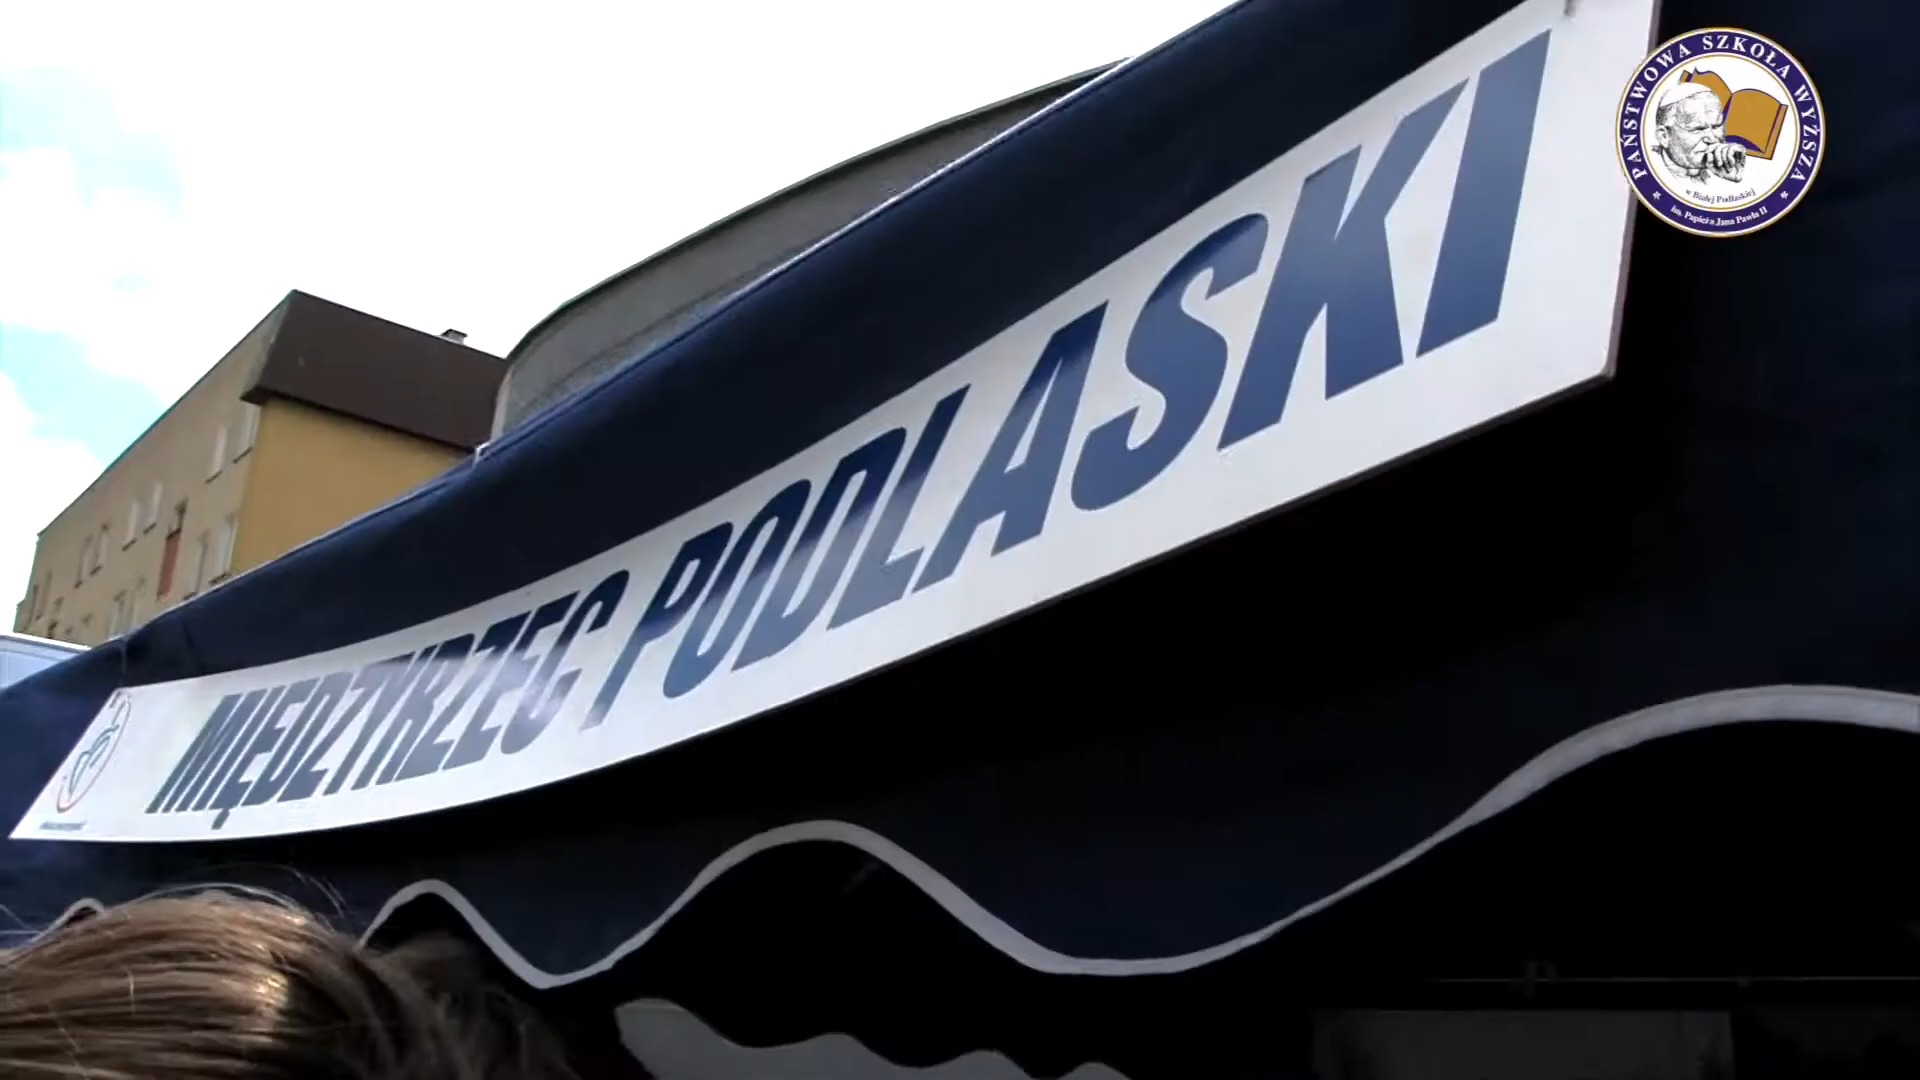 MIĘDZYRZEC PODLASKI
PAŃSTWOWA SZKOŁA WYŻSZA
w Białej Podlaskiej
im. Papieża Jana Pawła II